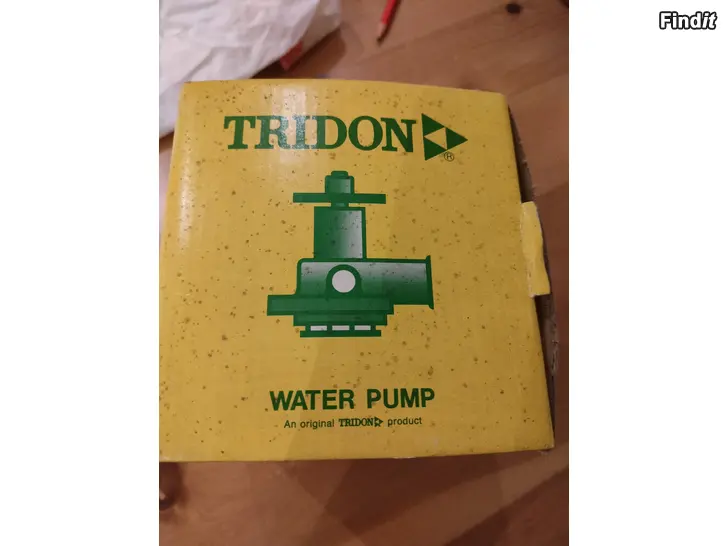 Findit
TRIDON
®
WATER PUMP
An original TRIDON product